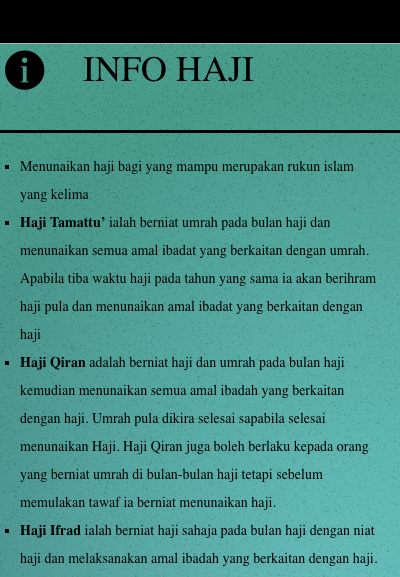 i INFO HAJI
▪ Menunaikan haji bagi yang mampu merupakan rukun islam
yang kelima
▪ Haji Tamattu’ ialah berniat umrah pada bulan haji dan
menunaikan semua amal ibadat yang berkaitan dengan umrah.
Apabila tiba waktu haji pada tahun yang sama ia akan berihram
haji pula dan menunaikan amal ibadat yang berkaitan dengan
haji
▪ Haji Qiran adalah berniat haji dan umrah pada bulan haji
kemudian menunaikan semua amal ibadah yang berkaitan
dengan haji. Umrah pula dikira selesai sapabila selesai
menunaikan Haji. Haji Qiran juga boleh berlaku kepada orang
yang berniat umrah di bulan-bulan haji tetapi sebelum
memulakan tawaf ia berniat menunaikan haji.
▪ Haji Ifrad ialah berniat haji sahaja pada bulan haji dengan niat
haji dan melaksanakan amal ibadah yang berkaitan dengan haji.